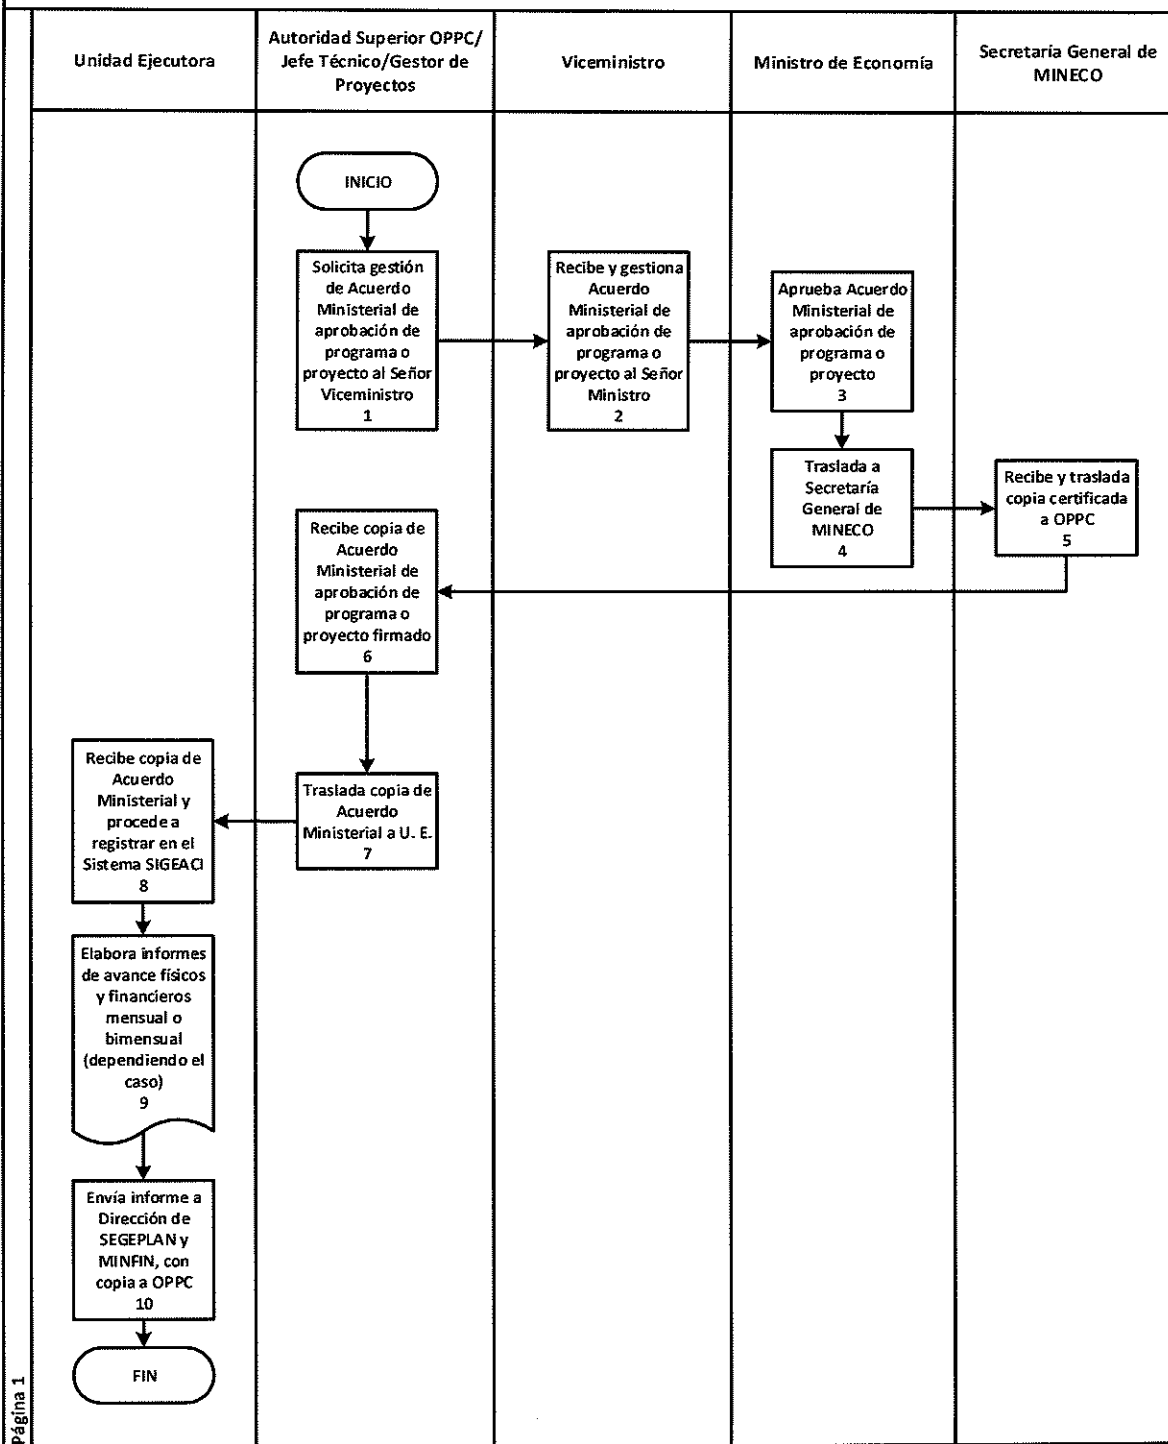 Unidad Ejecutora
Autoridad Superior OPPC/
Jefe Técnico/Gestor de
Proyectos
Viceministro
Ministro de Economía
Secretaría General de
MINECO
INICIO
Solicita gestión
de Acuerdo
Ministerial de
aprobación de
programa o
proyecto al Señor
Viceministro
1
Recibe y gestiona
Acuerdo
Ministerial de
aprobación de
programa o
proyecto al Señor
Ministro
2
Aprueba Acuerdo
Ministerial de
aprobación de
programa o
proyecto
3
Traslada a
Secretaría
General de
MINECO
4
Recibe y traslada
copia certificada
a OPPC
5
Recibe copia de
Acuerdo
Ministerial de
aprobación de
programa o
proyecto firmado
6
Traslada copia de
Acuerdo
Ministerial a U. E.
7
Recibe copia de
Acuerdo
Ministerial y
procede a
registrar en el
Sistema SIGEACI
8
Elabora informes
de avance físicos
y financieros
mensual o
bimensual
(dependiendo el
caso)
9
Envía informe a
Dirección de
SEGEPLAN y
MINFIN, con
copia a OPPC
10
FIN
Página 1